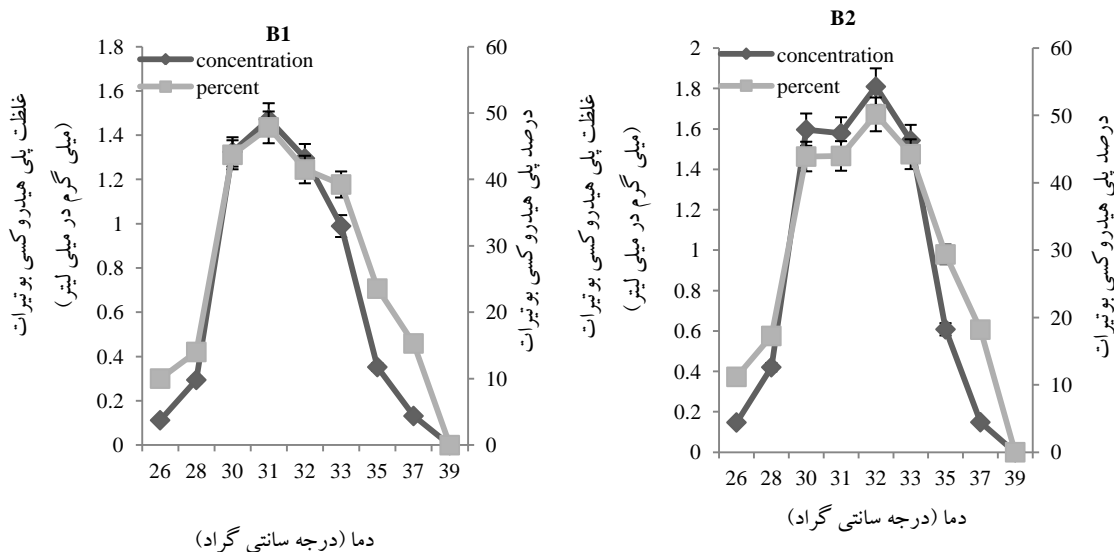 B1
concentration
percent
1.8
1.6
1.4
1.2
1
0.8
0.6
0.4
0.2
0
60
50
40
30
20
10
0
26 28 30 31 32 33 35 37 39
غلظت پلی هیدروکسی بوتیرات
(میلی گرم در میلی لیتر)
درصد پلی هیدروکسی بوتیرات
دما (درجه سانتی گراد)
B2
concentration
percent
2
1.8
1.6
1.4
1.2
1
0.8
0.6
0.4
0.2
0
60
50
40
30
20
10
0
26 28 30 31 32 33 35 37 39
غلظت پلی هیدروکسی بوتیرات
(میلی گرم در میلی لیتر)
درصد پلی هیدروکسی بوتیرات
دما (درجه سانتی گراد)